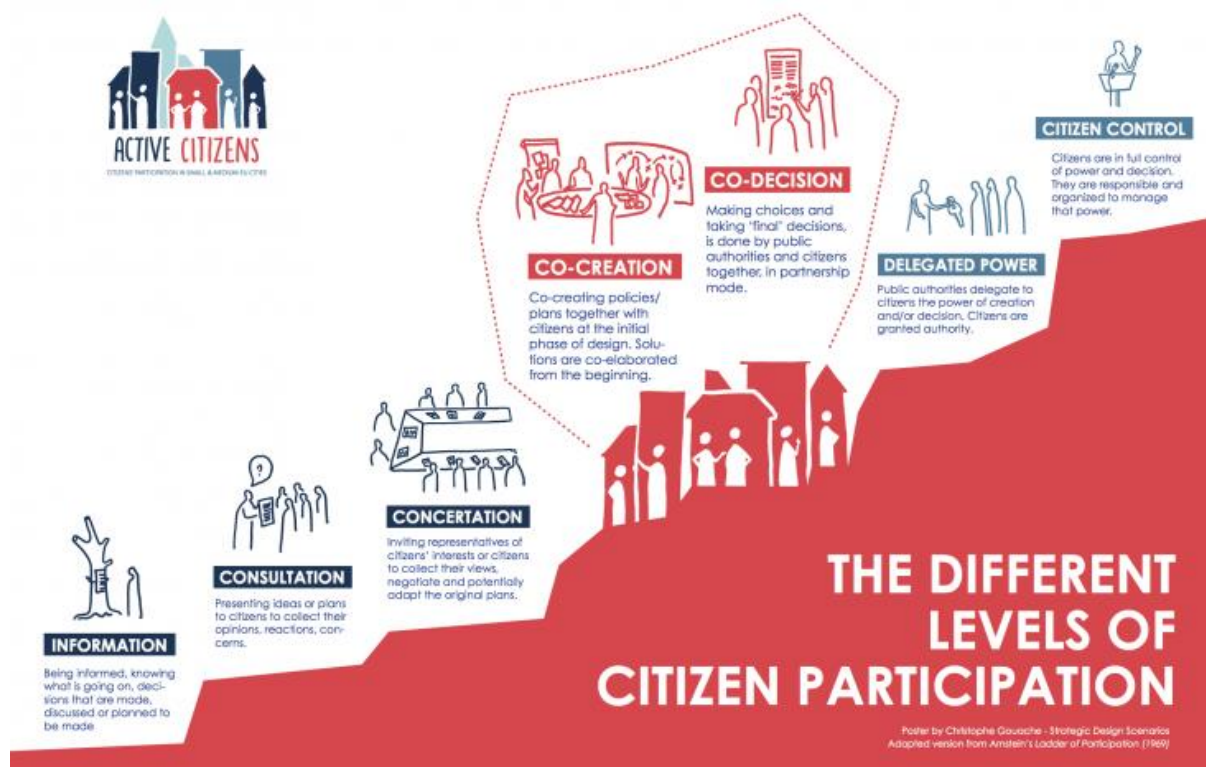 ACTIVE CITIZENS
CITIZENS PARTICIPATION IN SMALL & MEDIUM EU CITIES
INFORMATION
Being informed, knowing
what is going on, deci-
sions that are made,
discussed or planned to
be made
?
CONSULTATION
Presenting ideas or plans
to citizens to collect their
opinions, reactions, con-
cerns.
CONCERTATION
Inviting representatives of
citizens' interests or citizens
to collect their views,
negotiate and potentially
adapt the original plans.
CO-CREATION
Co-creating policies/
plans together with
citizens at the initial
phase of design. Solu-
tions are co-elaborated
from the beginning.
CO-DECISION
Making choices and
taking 'final' decisions,
is done by public
authorities and citizens
together, in partnership
mode.
DELEGATED POWER
Public authorities delegate to
citizens the power of creation
and/or decision. Citizens are
granted authority.
CITIZEN CONTROL
Citizens are in full control
of power and decision.
They are responsible and
organized to manage
that power.
THE DIFFERENT
LEVELS OF
CITIZEN PARTICIPATION
Poster by Christophe Gouache - Strategic Design Scenarios
Adapted version from Arnstein's Ladder of Participation (1969)